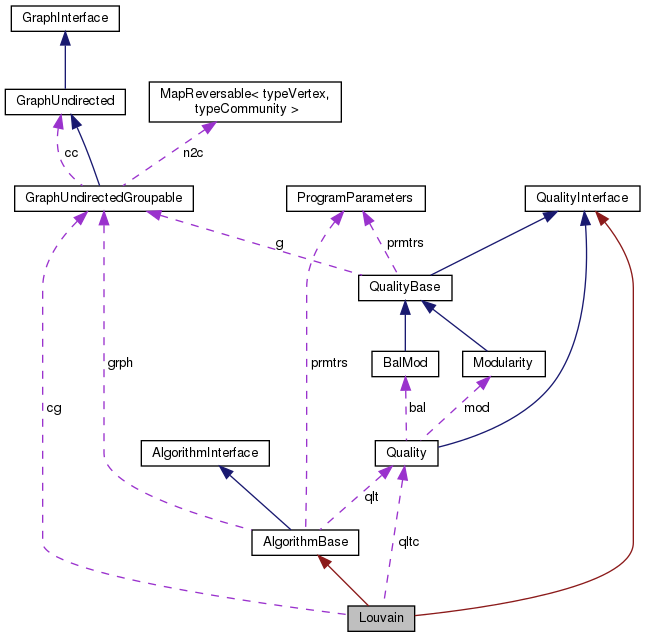 GraphInterface
GraphUndirected
MapReversable< typeVertex,
typeCommunity >
cc
n2c
GraphUndirectedGroupable
ProgramParameters
QualityInterface
g
prmtrs
QualityBase
grph
prmtrs
BalMod
Modularity
cg
bal
mod
AlgorithmInterface
Quality
qlt
AlgorithmBase
qltc
Louvain